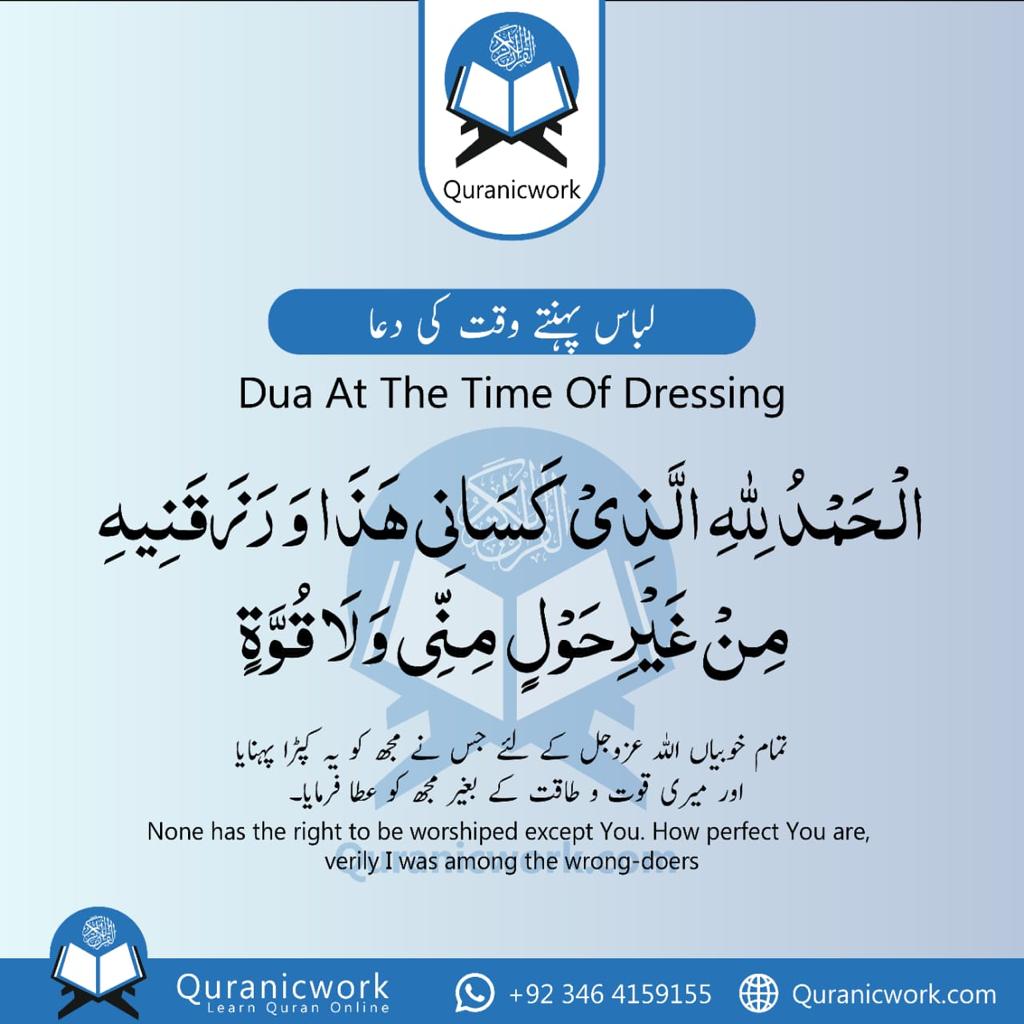 Quranicwork
لباس پہنتے وقت کی دعا
Dua At The Time Of Dressing
الْحَمْدُ لِلّٰهِ الَّذِىْ كَسَانِى هَذَا وَ رَزَقَنِيهِ
مِنْ غَيْرِ حَوْلٍ مِنِّى وَلَا قُوَّةٍ
تمام خوبیاں اللہ عزوجل کے لئے جس نے مجھ کو یہ کپڑا پہنایا
اور میری قوت و طاقت کے بغیر مجھ کو عطا فرمایا۔
None has the right to be worshiped except You. How perfect You are,
verily I was among the wrong-doers
Quranicwork.com
Quranicwork
Learn Quran Online
+92 346 4159155
Quranicwork.com